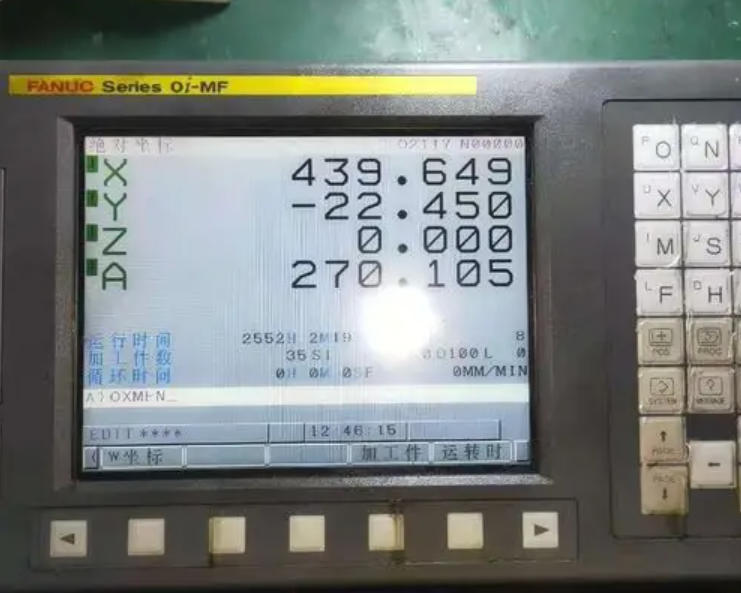 FANUC Series 0i-MF
绝对坐标 O2117 N00000
X 439.649
Y -22.450
Z 0.000
A 270.105
运行时间 2552H 2M19 8
加工件数 35
循环时间 0H 0M 0S 0MM/MIN
A)OXMFN_
EDIT**** 12:46:15
W坐标 加工件 运转时
P O Q N
U X V Y
I M J S
L F D H
POS PROG
SYSTEM MESSAGE
PAGE
PAGE